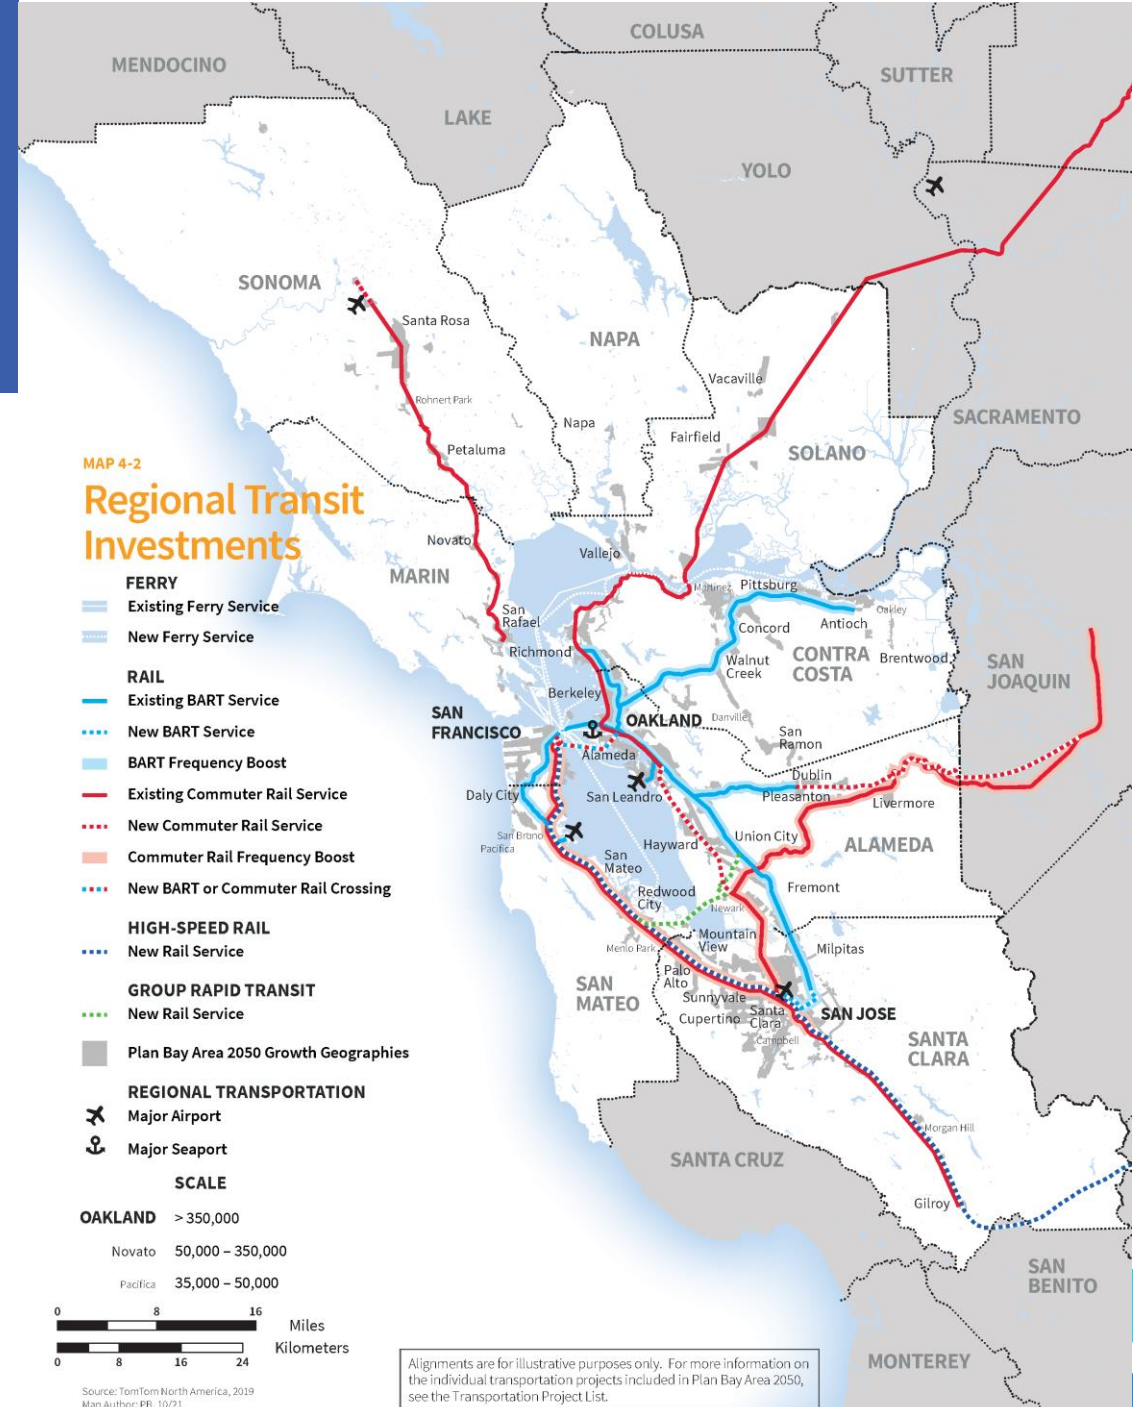 MENDOCINO
COLUSA
SUTTER
LAKE
YOLO
SONOMA
Santa Rosa
NAPA
Vacaville
Rohnert Park
Napa
Fairfield
SACRAMENTO
Petaluma
SOLANO
MAP 4-2
Regional Transit
Investments
Novato
Vallejo
MARIN
Martinez
Pittsburg
San
Rafael
Oakley
Antioch
Concord
Richmond
Walnut
Creek
CONTRA
COSTA
Brentwood
SAN
JOAQUIN
Berkeley
SAN
FRANCISCO
OAKLAND
Danville
San
Ramon
Alameda
Dublin
Daly City
San Leandro
Pleasanton
Livermore
San Bruno
Pacifica
Hayward
Union City
ALAMEDA
San
Mateo
Redwood
City
Fremont
Newark
Menlo Park
Mountain
View
Milpitas
Palo
Alto
SAN
MATEO
Sunnyvale
Cupertino
Santa
Clara
SAN JOSE
Campbell
SANTA
CLARA
Morgan Hill
SANTA CRUZ
Gilroy
SAN
BENITO
MONTEREY
FERRY
Existing Ferry Service
New Ferry Service
RAIL
Existing BART Service
New BART Service
BART Frequency Boost
Existing Commuter Rail Service
New Commuter Rail Service
Commuter Rail Frequency Boost
New BART or Commuter Rail Crossing
HIGH-SPEED RAIL
New Rail Service
GROUP RAPID TRANSIT
New Rail Service
Plan Bay Area 2050 Growth Geographies
REGIONAL TRANSPORTATION
Major Airport
Major Seaport
SCALE
OAKLAND > 350,000
Novato 50,000 – 350,000
Pacifica 35,000 – 50,000
0 8 16
Miles
Kilometers
0 8 16 24
Source: TomTom North America, 2019
Map Author: PB, 10/21
Alignments are for illustrative purposes only. For more information on
the individual transportation projects included in Plan Bay Area 2050,
see the Transportation Project List.